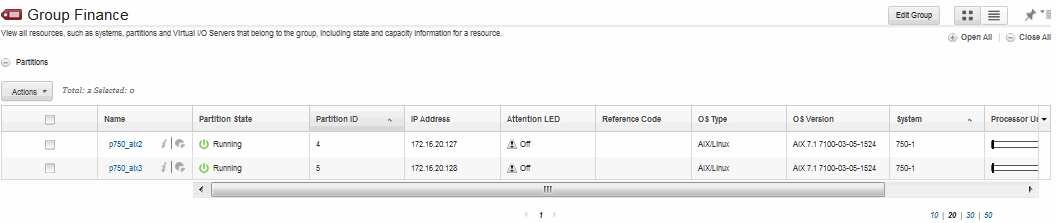 Group Finance
Edit Group
View all resources, such as systems, partitions and Virtual I/O Servers that belong to the group, including state and capacity information for a resource.
Open All | Close All
Partitions
Actions Total: 2 Selected: 0
Name Partition State Partition ID IP Address Attention LED Reference Code OS Type OS Version System Processor Us
p750_aix2 Running 4 172.16.20.127 Off AIX/Linux AIX 7.1 7100-03-05-1524 750-1
p750_aix3 Running 5 172.16.20.128 Off AIX/Linux AIX 7.1 7100-03-05-1524 750-1
1 10 | 20 | 30 | 50